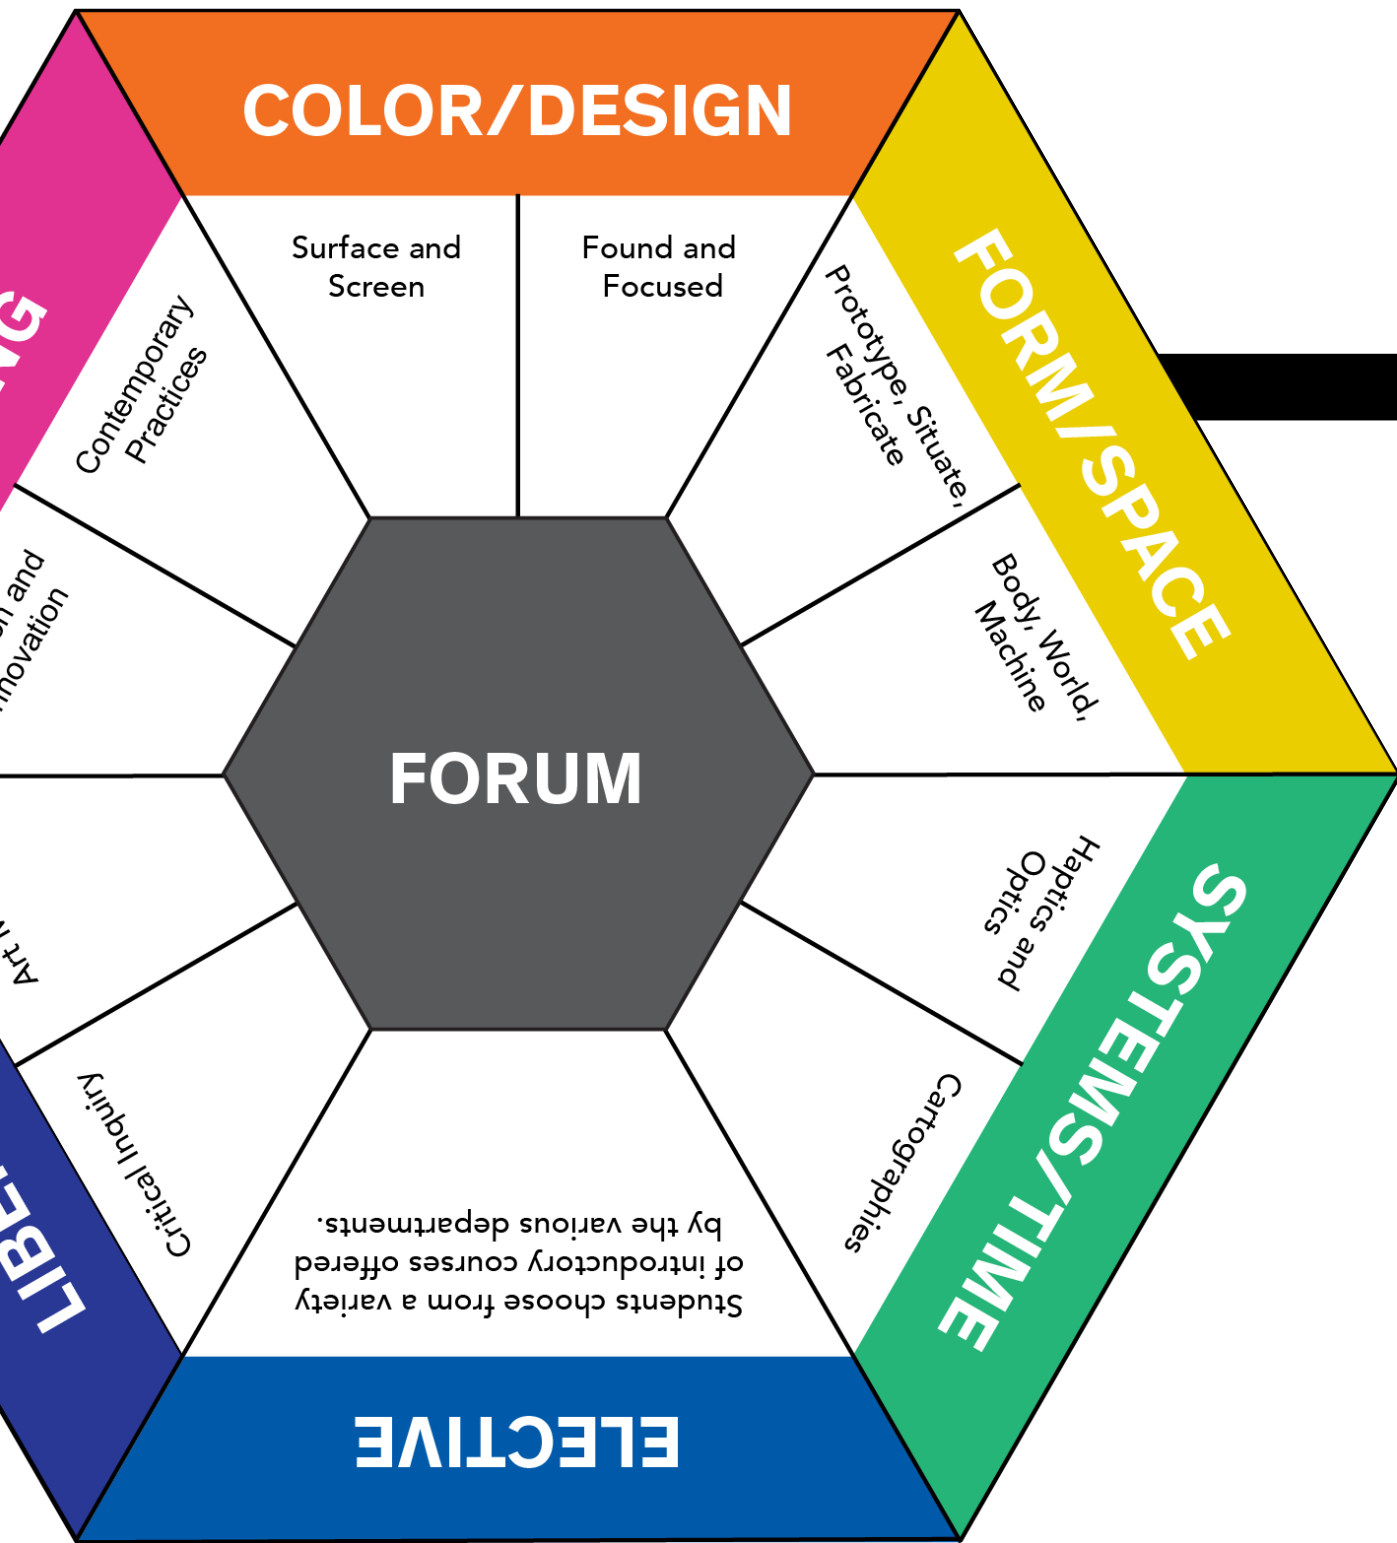 COLOR/DESIGN
Surface and
Screen
Found and
Focused
FORM/SPACE
Prototype, Situate,
Fabricate
Body, World,
Machine
SYSTEMS/TIME
Haptics and
Optics
Cartographies
ELECTIVE
Students choose from a variety
of introductory courses offered
by the various departments.
Critical Inquiry
Art
and
Contemporary
Practices
FORUM